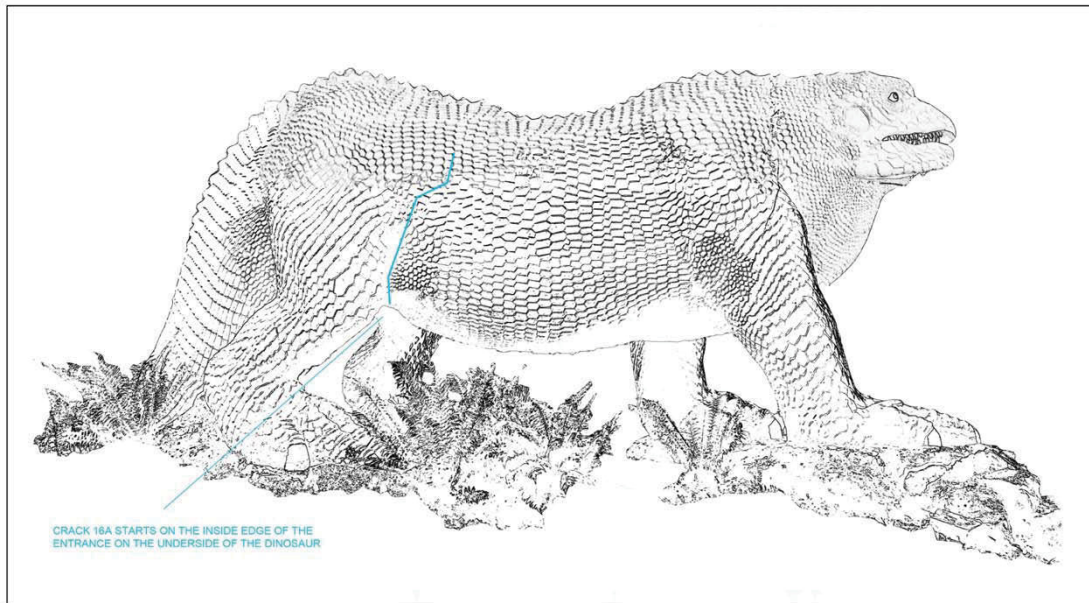 CRACK 16A STARTS ON THE INSIDE EDGE OF THE
ENTRANCE ON THE UNDERSIDE OF THE DINOSAUR